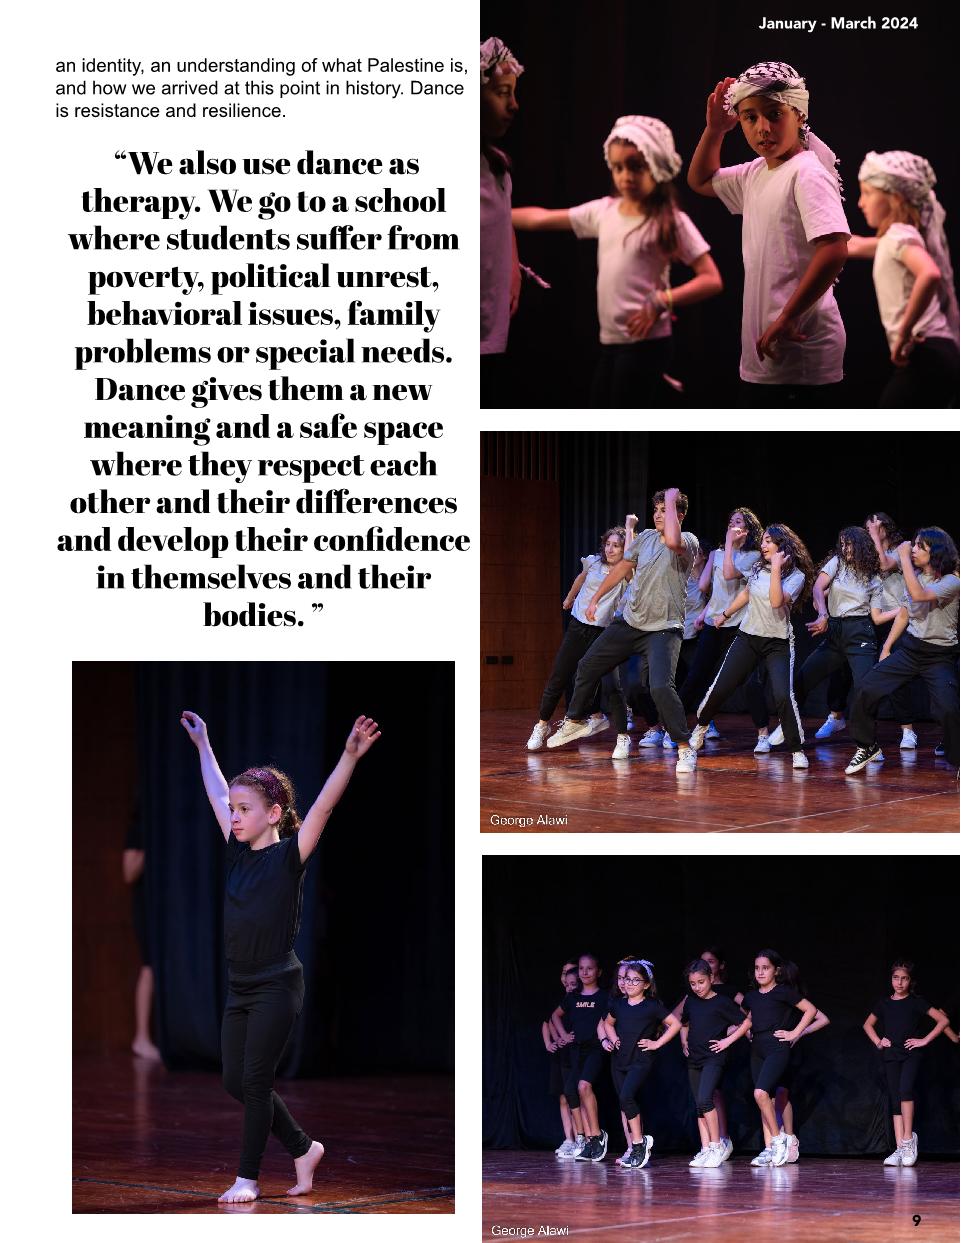 January - March 2024
an identity, an understanding of what Palestine is,
and how we arrived at this point in history. Dance
is resistance and resilience.
“We also use dance as
therapy. We go to a school
where students suffer from
poverty, political unrest,
behavioral issues, family
problems or special needs.
Dance gives them a new
meaning and a safe space
where they respect each
other and their differences
and develop their confidence
in themselves and their
bodies. ”
George Alawi
SMILE
George Alawi
9